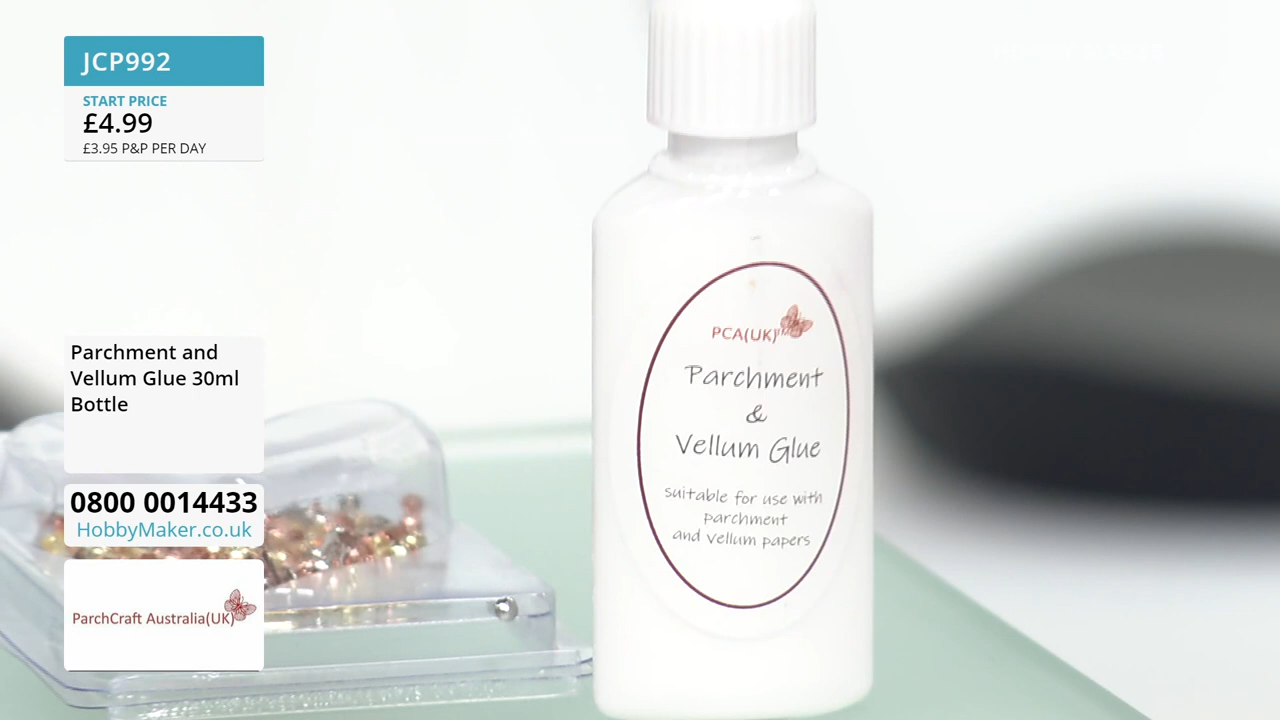 JCP992
START PRICE
£4.99
£3.95 P&P PER DAY
Parchment and
Vellum Glue 30ml
Bottle
0800 0014433
HobbyMaker.co.uk
ParchCraft Australia(UK)
PCA(UK)
Parchment
&
Vellum Glue
suitable for use with
parchment
and vellum papers